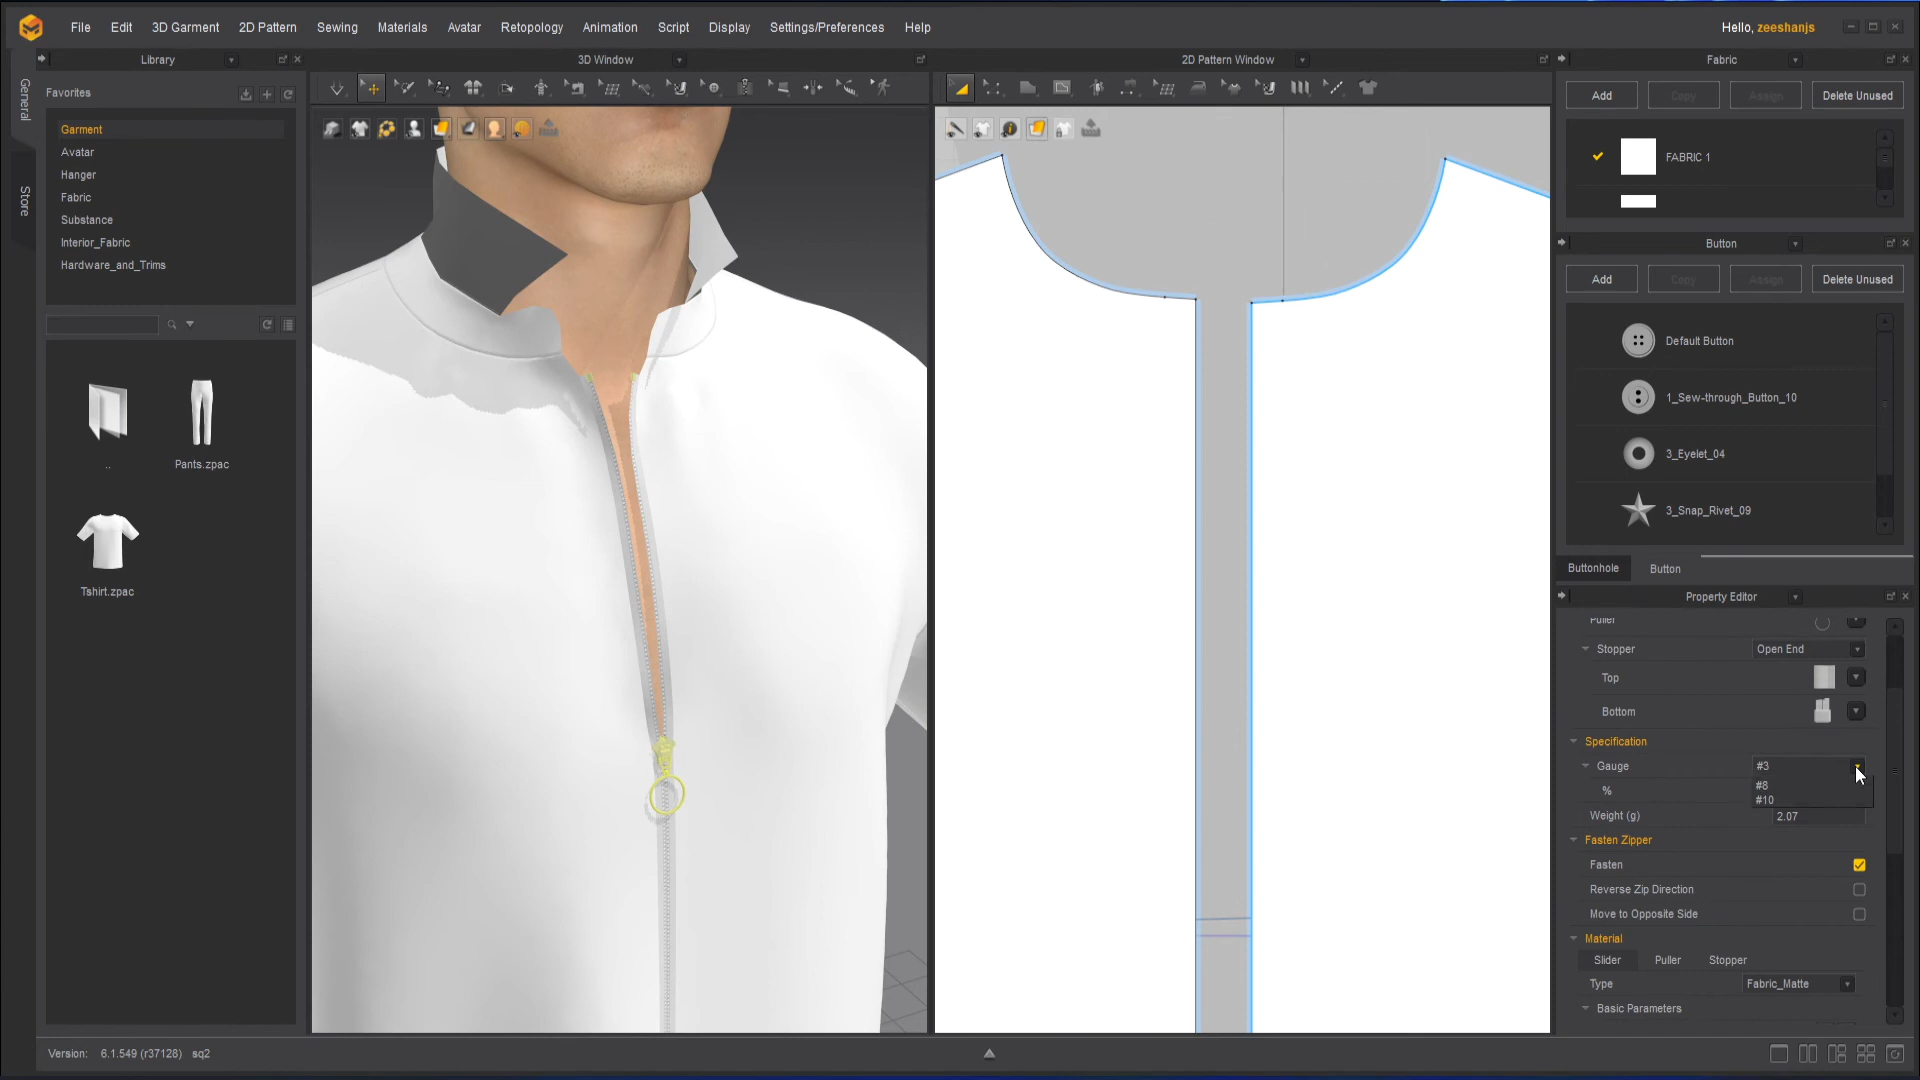 File Edit 3D Garment 2D Pattern Sewing Materials Avatar Retopology Animation Script Display Settings/Preferences Help Hello, zeeshanjs
Library 3D Window 2D Pattern Window Fabric
General
Store
Favorites
Garment
Avatar
Hanger
Fabric
Substance
Interior_Fabric
Hardware_and_Trims
..
Pants.zpac
Tshirt.zpac
Add Copy Assign Delete Unused
FABRIC 1
Button
Add Copy Assign Delete Unused
Default Button
1_Sew-through_Button_10
3_Eyelet_04
3_Snap_Rivet_09
Buttonhole Button
Property Editor
Puller
Stopper Open End
Top
Bottom
Specification
Gauge #3
#8
% #10
Weight (g) 2.07
Fasten Zipper
Fasten
Reverse Zip Direction
Move to Opposite Side
Material
Slider Puller Stopper
Type Fabric_Matte
Basic Parameters
Version: 6.1.549 (r37128) sq2